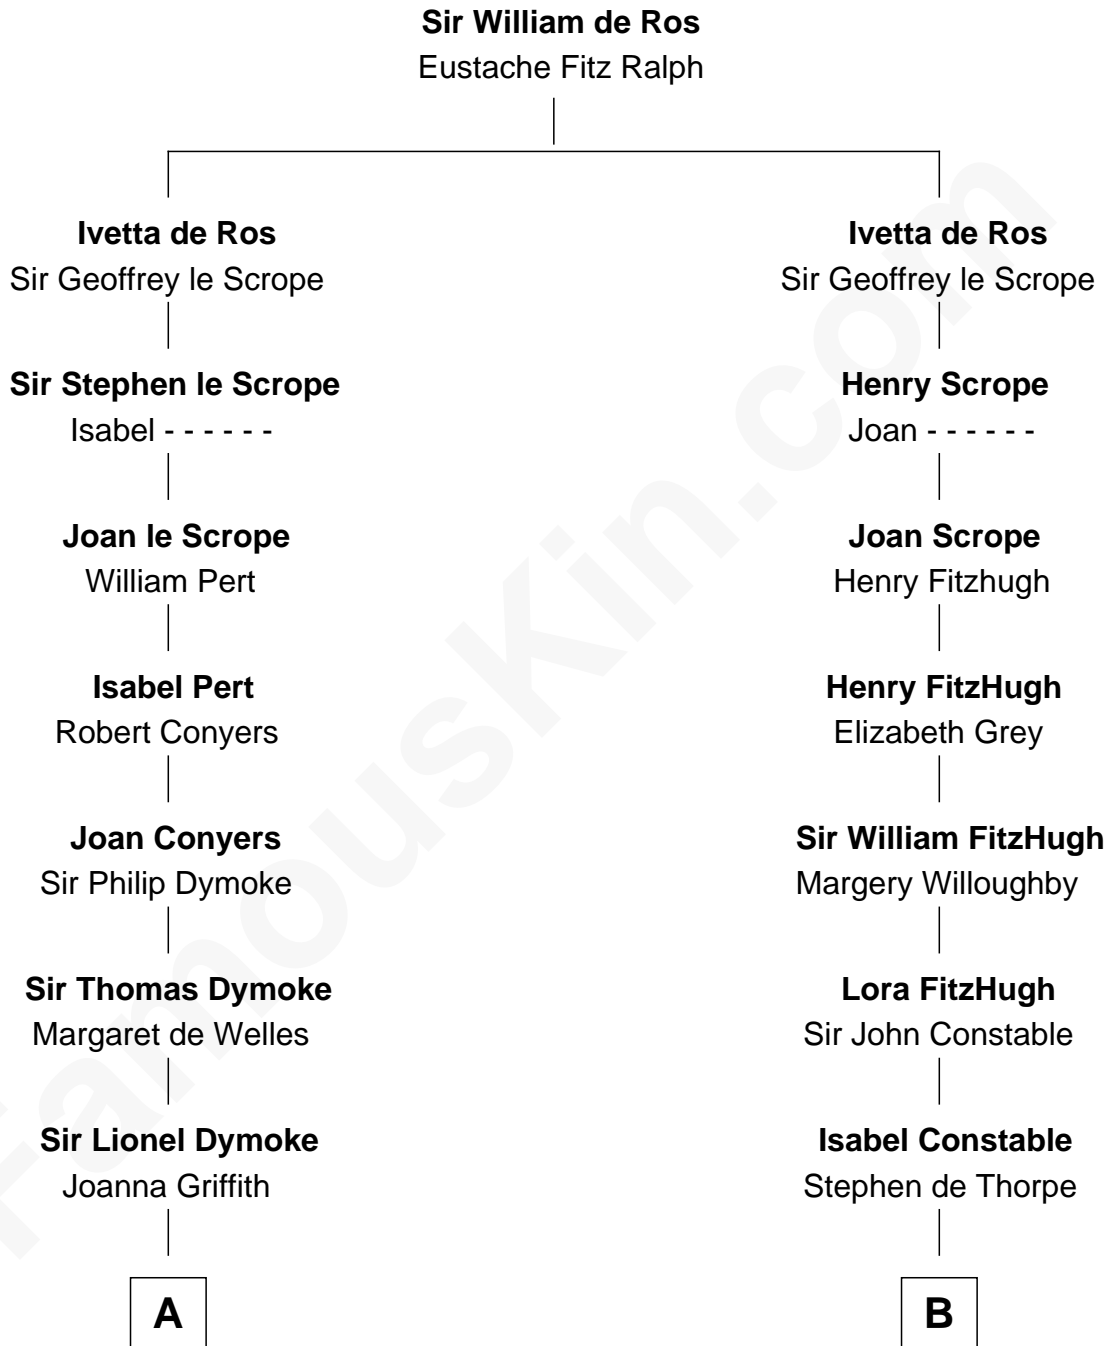 Sir William de Ros
Eustache Fitz Ralph
Ivetta de Ros
Sir Geoffrey le Scrope
Ivetta de Ros
Sir Geoffrey le Scrope
Sir Stephen le Scrope
Isabel - - - - - -
Henry Scrope
Joan - - - - - -
Joan le Scrope
William Pert
Joan Scrope
Henry Fitzhugh
Isabel Pert
Robert Conyers
Henry FitzHugh
Elizabeth Grey
Joan Conyers
Sir Philip Dymoke
Sir William FitzHugh
Margery Willoughby
Sir Thomas Dymoke
Margaret de Welles
Lora FitzHugh
Sir John Constable
Sir Lionel Dymoke
Joanna Griffith
Isabel Constable
Stephen de Thorpe
A
B
FamousKin.com